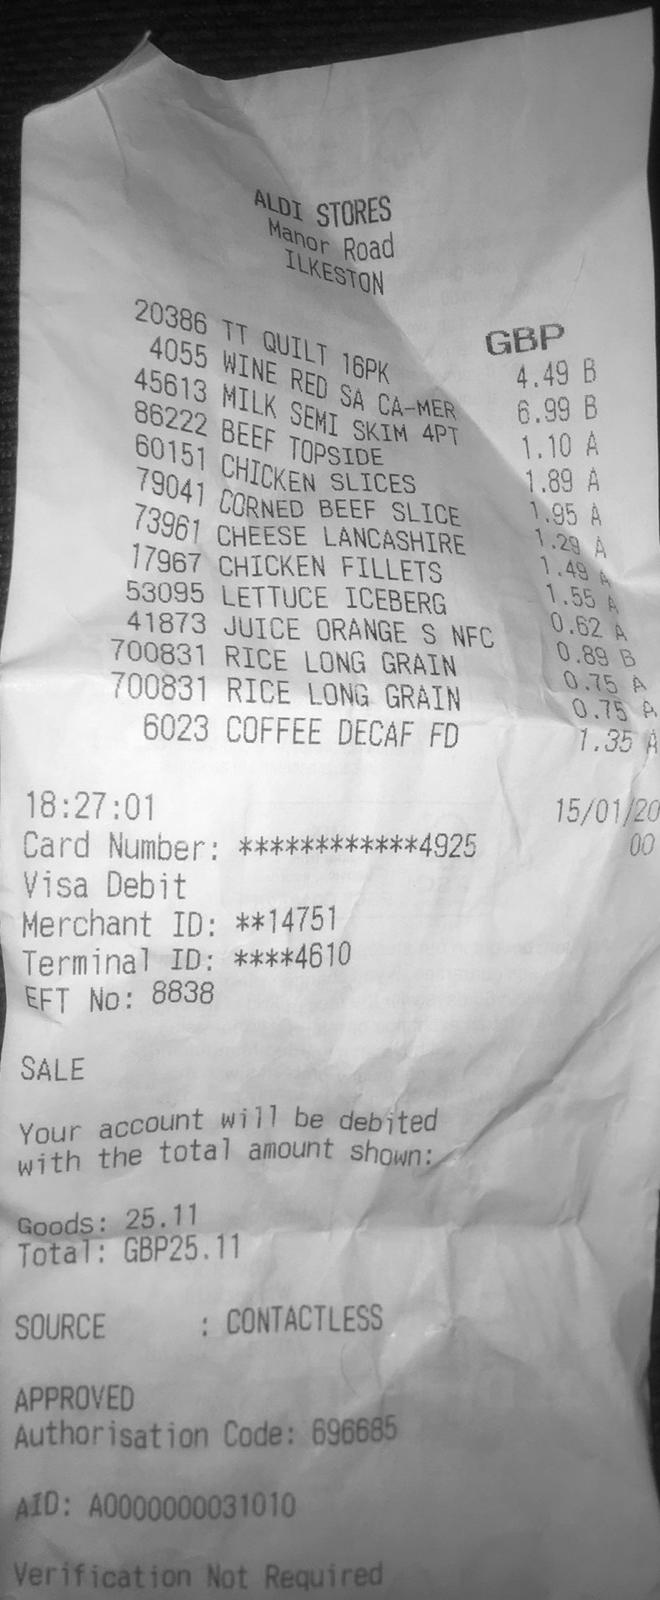 ALDI STORES
Manor Road
ILKESTON
GBP
20386 TT QUILT 16PK 4.49 B
4055 WINE RED SA CA-MER 6.99 B
45613 MILK SEMI SKIM 4PT 1.10 A
86222 BEEF TOPSIDE 1.89 A
60151 CHICKEN SLICES 1.95 A
79041 CORNED BEEF SLICE 1.29 A
73961 CHEESE LANCASHIRE 1.49 A
17967 CHICKEN FILLETS 1.55 A
53095 LETTUCE ICEBERG 0.62 A
41873 JUICE ORANGE S NFC 0.89 B
700831 RICE LONG GRAIN 0.75 A
700831 RICE LONG GRAIN 0.75 A
6023 COFFEE DECAF FD 1.35 A
18:27:01 15/01/20
Card Number: ************4925 00
Visa Debit
Merchant ID: **14751
Terminal ID: ****4610
EFT No: 8838
SALE
Your account will be debited
with the total amount shown:
Goods: 25.11
Total: GBP25.11
SOURCE : CONTACTLESS
APPROVED
Authorisation Code: 696685
AID: A0000000031010
Verification Not Required